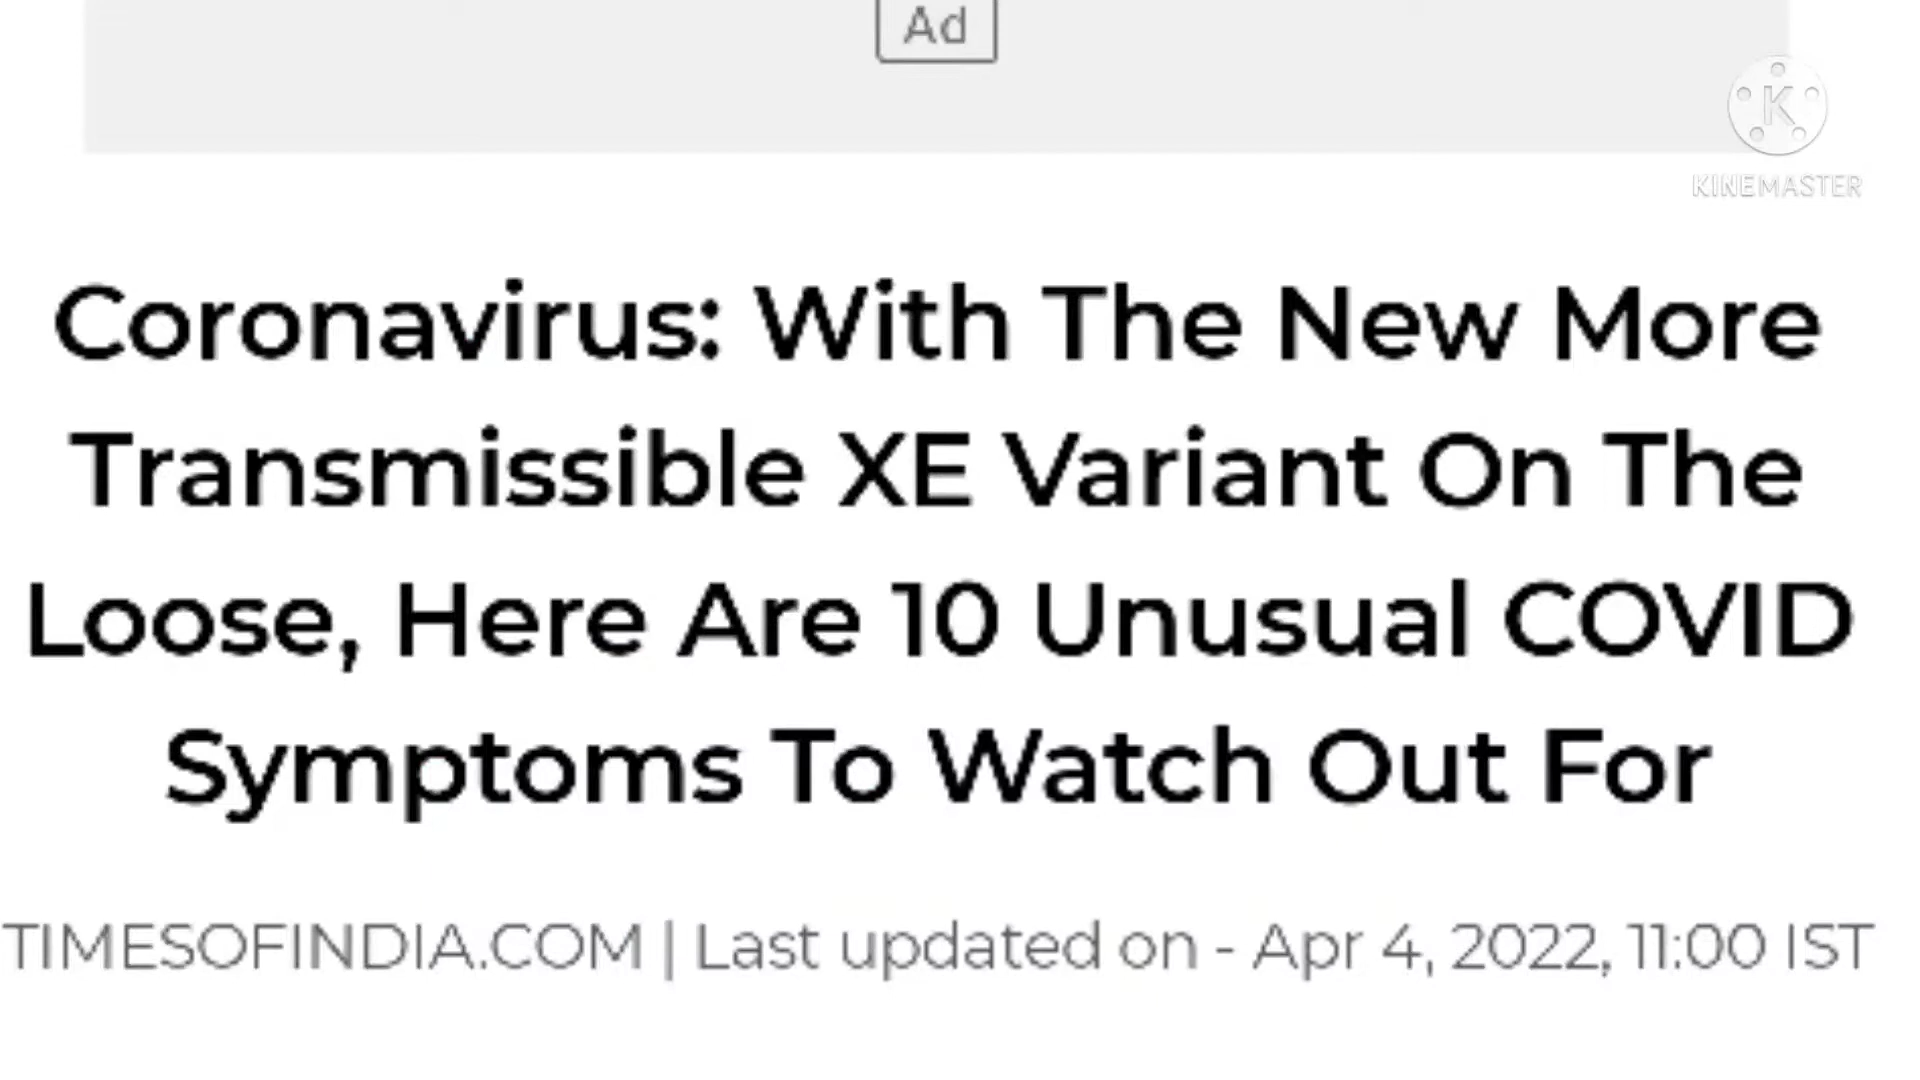 Ad
K
KINEMASTER
Coronavirus: With The New More
Transmissible XE Variant On The
Loose, Here Are 10 Unusual COVID
Symptoms To Watch Out For
TIMESOFINDIA.COM | Last updated on - Apr 4, 2022, 11:00 IST